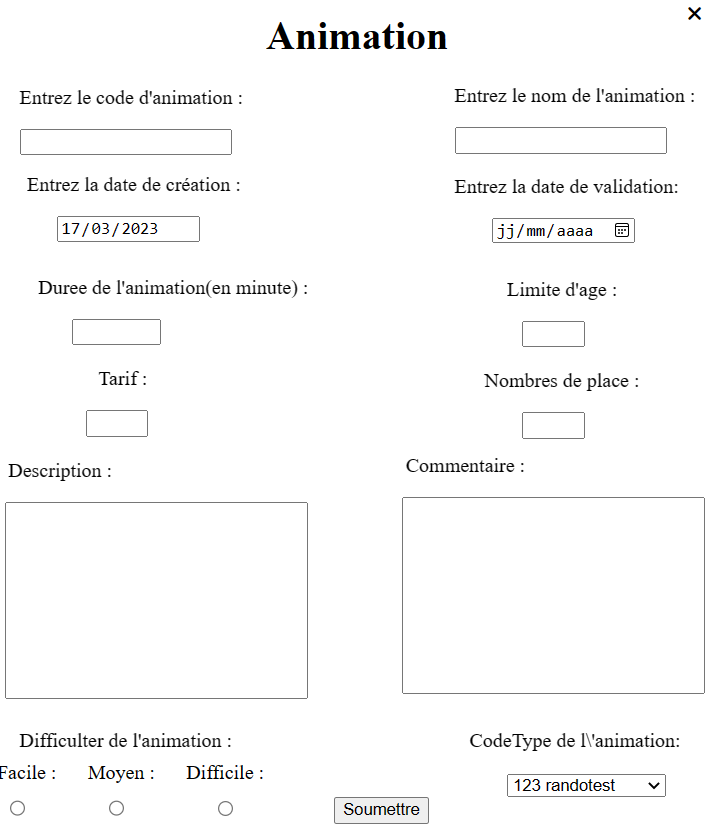 Animation
Entrez le code d'animation :
Entrez le nom de l'animation :
Entrez la date de création :
Entrez la date de validation:
17/03/2023
jj/mm/aaaa
Duree de l'animation(en minute) :
Limite d'age :
Tarif :
Nombres de place :
Description :
Commentaire :
Difficulter de l'animation :
CodeType de l\'animation:
Facile :
Moyen :
Difficile :
123 randotest
Soumettre